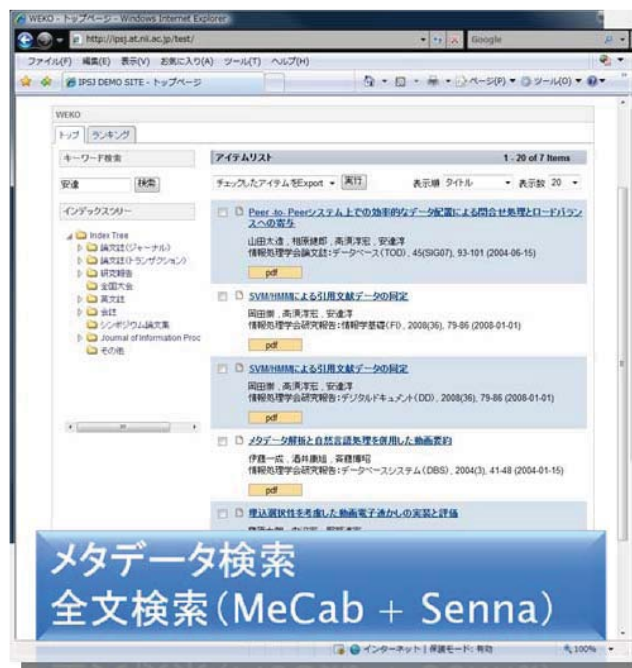 WEKO - トップページ - Windows Internet Explorer
http://ipsj.at.nii.ac.jp/test/
Google
ファイル(F) 編集(E) 表示(V) お気に入り(A) ツール(T) ヘルプ(H)
IPSJ DEMO SITE - トップページ
ページ(P) ツール(O)
WEKO
トップ ランキング
キーワード検索
安達 検索
インデックスツリー
Index Tree
論文誌(ジャーナル)
論文誌(トランザクション)
研究報告
全国大会
英文誌
会誌
シンポジウム論文集
Journal of Information Proc
その他
アイテムリスト 1 - 20 of 7 Items
チェックしたアイテムをExport 実行 表示順 タイトル 表示数 20
Peer-to-Peerシステム上での効率的なデータ配置による問合せ処理とロードバラン
スへの寄与
山田太造 , 相原健郎 , 高須淳宏 , 安達淳
情報処理学会論文誌:データベース(TOD), 45(SIG07), 93-101 (2004-06-15)
pdf
SVM/HMMによる引用文献データの同定
岡田崇 , 高須淳宏 , 安達淳
情報処理学会研究報告:情報学基礎(FI), 2008(36), 79-86 (2008-01-01)
pdf
SVM/HMMによる引用文献データの同定
岡田崇 , 高須淳宏 , 安達淳
情報処理学会研究報告:デジタルドキュメント(DD), 2008(36), 79-86 (2008-01-01)
pdf
メタデータ解析と自然言語処理を併用した動画要約
伊藤一成 , 酒井康旭 , 斉藤博昭
情報処理学会研究報告:データベースシステム(DBS), 2004(3), 41-48 (2004-01-15)
pdf
埋込選択性を考慮した動画電子透かしの実装と評価
メタデータ検索
全文検索(MeCab + Senna)
インターネット | 保護モード: 有効 100%